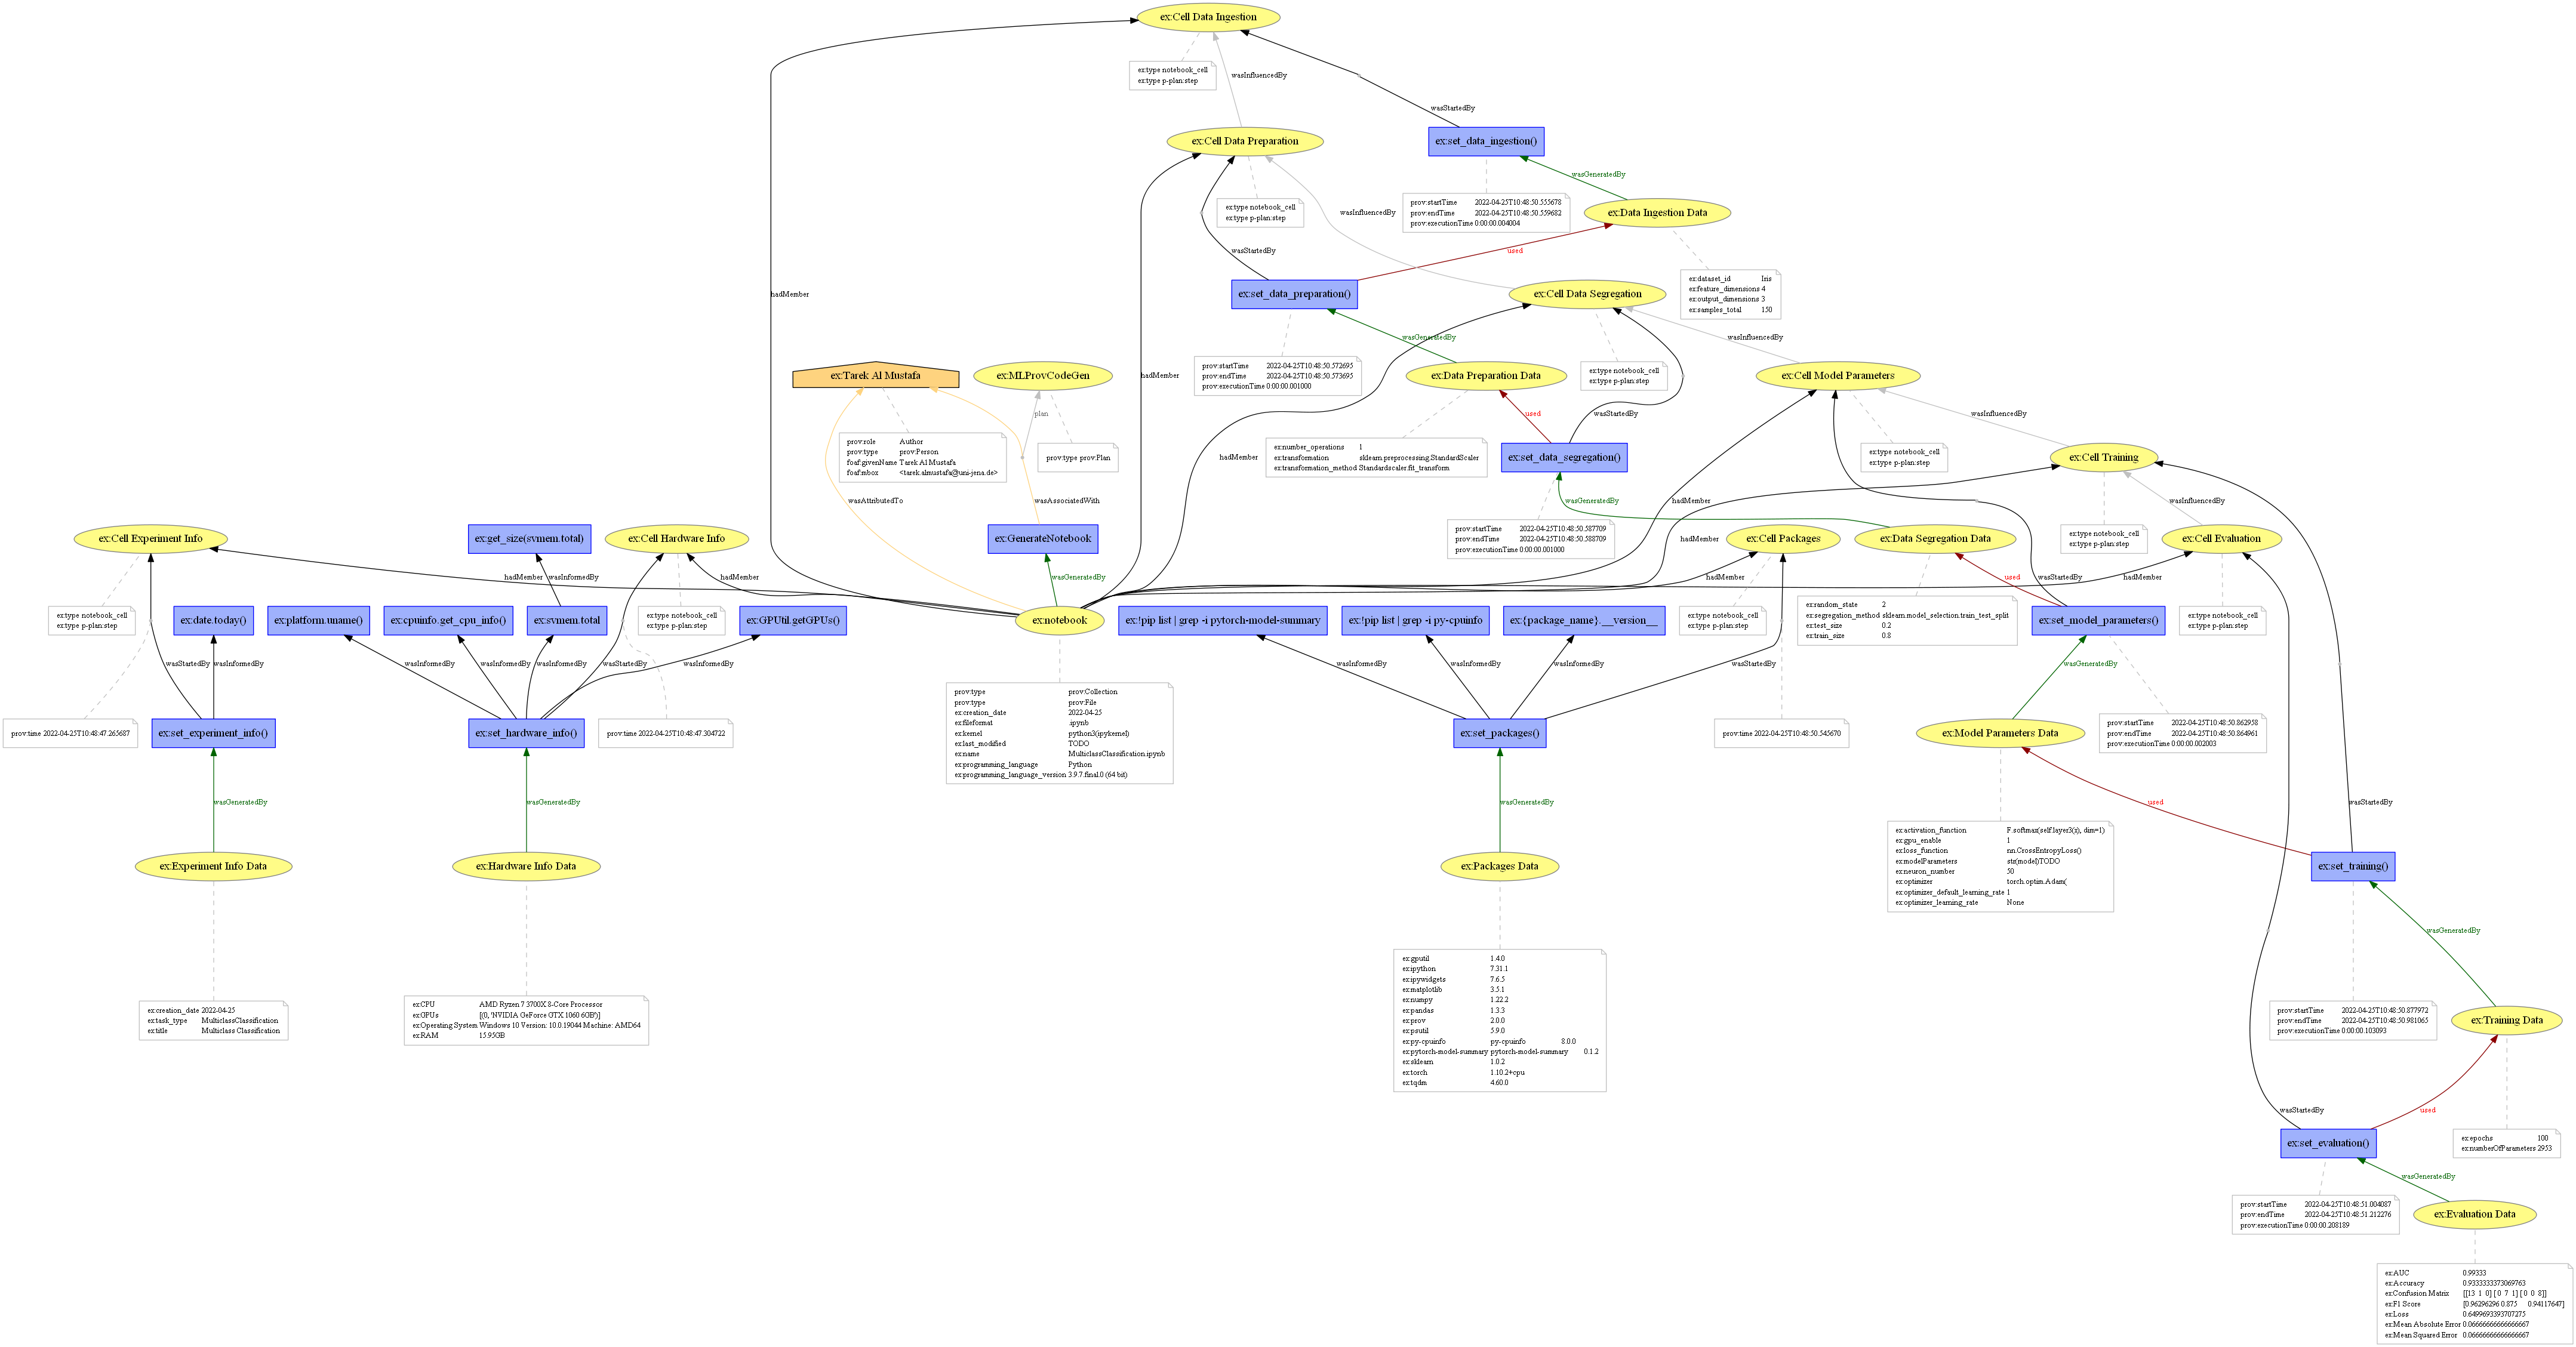 ex:Cell Data Ingestion
ex:type notebook_cell
ex:type p-plan:step
wasInfluencedBy
wasStartedBy
ex:Cell Data Preparation
ex:set_data_ingestion()
wasGeneratedBy
ex:type notebook_cell
ex:type p-plan:step
wasInfluencedBy
prov:startTime 2022-04-25T10:48:50.555678
prov:endTime 2022-04-25T10:48:50.559682
prov:executionTime 0:00:00.004004
ex:Data Ingestion Data
wasStartedBy
used
ex:dataset_id Iris
ex:feature_dimensions 4
ex:output_dimensions 3
ex:samples_total 150
hadMember
ex:set_data_preparation()
ex:Cell Data Segregation
wasGeneratedBy
wasInfluencedBy
prov:startTime 2022-04-25T10:48:50.572695
prov:endTime 2022-04-25T10:48:50.573695
prov:executionTime 0:00:00.001000
ex:type notebook_cell
ex:type p-plan:step
ex:Tarek Al Mustafa
ex:MLProvCodeGen
hadMember
ex:Data Preparation Data
ex:Cell Model Parameters
plan
used
wasStartedBy
wasInfluencedBy
prov:role Author
prov:type prov:Person
foaf:givenName Tarek Al Mustafa
foaf:mbox <tarek.almustafa@uni-jena.de>
prov:type prov:Plan
hadMember
ex:number_operations 1
ex:transformation sklearn.preprocessing.StandardScaler
ex:transformation_method Standardscaler.fit_transform
ex:set_data_segregation()
ex:type notebook_cell
ex:type p-plan:step
ex:Cell Training
wasAttributedTo
wasAssociatedWith
wasGeneratedBy
hadMember
wasInfluencedBy
prov:startTime 2022-04-25T10:48:50.587709
prov:endTime 2022-04-25T10:48:50.588709
prov:executionTime 0:00:00.001000
ex:Cell Experiment Info
ex:get_size(svmem.total)
ex:Cell Hardware Info
ex:GenerateNotebook
hadMember
ex:Cell Packages
ex:Data Segregation Data
ex:type notebook_cell
ex:type p-plan:step
ex:Cell Evaluation
hadMember
wasInformedBy
hadMember
wasGeneratedBy
hadMember
used
wasStartedBy
hadMember
ex:type notebook_cell
ex:type p-plan:step
ex:date.today()
ex:platform.uname()
ex:cpuinfo.get_cpu_info()
ex:svmem.total
ex:type notebook_cell
ex:type p-plan:step
ex:GPUtil.getGPUs()
ex:notebook
ex:!pip list | grep -i pytorch-model-summary
ex:!pip list | grep -i py-cpuinfo
ex:{package_name}.__version__
ex:type notebook_cell
ex:type p-plan:step
ex:random_state 2
ex:segregation_method sklearn.model_selection.train_test_split
ex:test_size 0.2
ex:train_size 0.8
ex:set_model_parameters()
ex:type notebook_cell
ex:type p-plan:step
wasStartedBy
wasInformedBy
wasInformedBy
wasInformedBy
wasInformedBy
wasStartedBy
wasInformedBy
wasInformedBy
wasInformedBy
wasInformedBy
wasStartedBy
wasGeneratedBy
prov:time 2022-04-25T10:48:47.265687
ex:set_experiment_info()
ex:set_hardware_info()
prov:time 2022-04-25T10:48:47.304722
prov:type prov:Collection
prov:type prov:File
ex:creation_date 2022-04-25
ex:fileformat .ipynb
ex:kernel python3(ipykernel)
ex:last_modified TODO
ex:name MulticlassClassification.ipynb
ex:programming_language Python
ex:programming_language_version 3.9.7.final.0 (64 bit)
ex:set_packages()
prov:time 2022-04-25T10:48:50.545670
ex:Model Parameters Data
prov:startTime 2022-04-25T10:48:50.862958
prov:endTime 2022-04-25T10:48:50.864961
prov:executionTime 0:00:00.002003
wasGeneratedBy
wasGeneratedBy
wasGeneratedBy
used
wasStartedBy
ex:activation_function F.softmax(self.layer3(x), dim=1)
ex:gpu_enable 1
ex:loss_function nn.CrossEntropyLoss()
ex:modelParameters str(model)TODO
ex:neuron_number 50
ex:optimizer torch.optim.Adam(
ex:optimizer_default_learning_rate 1
ex:optimizer_learning_rate None
ex:Experiment Info Data
ex:Hardware Info Data
ex:Packages Data
ex:set_training()
wasGeneratedBy
ex:creation_date 2022-04-25
ex:task_type MulticlassClassification
ex:title Multiclass Classification
ex:CPU AMD Ryzen 7 3700X 8-Core Processor
ex:GPUs [(0, 'NVIDIA GeForce GTX 1060 6GB')]
ex:Operating System Windows 10 Version: 10.0.19044 Machine: AMD64
ex:RAM 15.95GB
ex:gputil 1.4.0
ex:ipython 7.31.1
ex:ipywidgets 7.6.5
ex:matplotlib 3.5.1
ex:numpy 1.22.2
ex:pandas 1.3.3
ex:prov 2.0.0
ex:psutil 5.9.0
ex:py-cpuinfo py-cpuinfo 8.0.0
ex:pytorch-model-summary pytorch-model-summary 0.1.2
ex:sklearn 1.0.2
ex:torch 1.10.2+cpu
ex:tqdm 4.60.0
prov:startTime 2022-04-25T10:48:50.877972
prov:endTime 2022-04-25T10:48:50.981065
prov:executionTime 0:00:00.103093
ex:Training Data
wasStartedBy
used
ex:set_evaluation()
ex:epochs 100
ex:numberOfParameters 2953
wasGeneratedBy
prov:startTime 2022-04-25T10:48:51.004087
prov:endTime 2022-04-25T10:48:51.212276
prov:executionTime 0:00:00.208189
ex:Evaluation Data
ex:AUC 0.99333
ex:Accuracy 0.9333333373069763
ex:Confusion Matrix [[13 1 0] [ 0 7 1] [ 0 0 8]]
ex:F1 Score [0.96296296 0.875 0.94117647]
ex:Loss 0.6499693393707275
ex:Mean Absolute Error 0.06666666666666667
ex:Mean Squared Error 0.06666666666666667